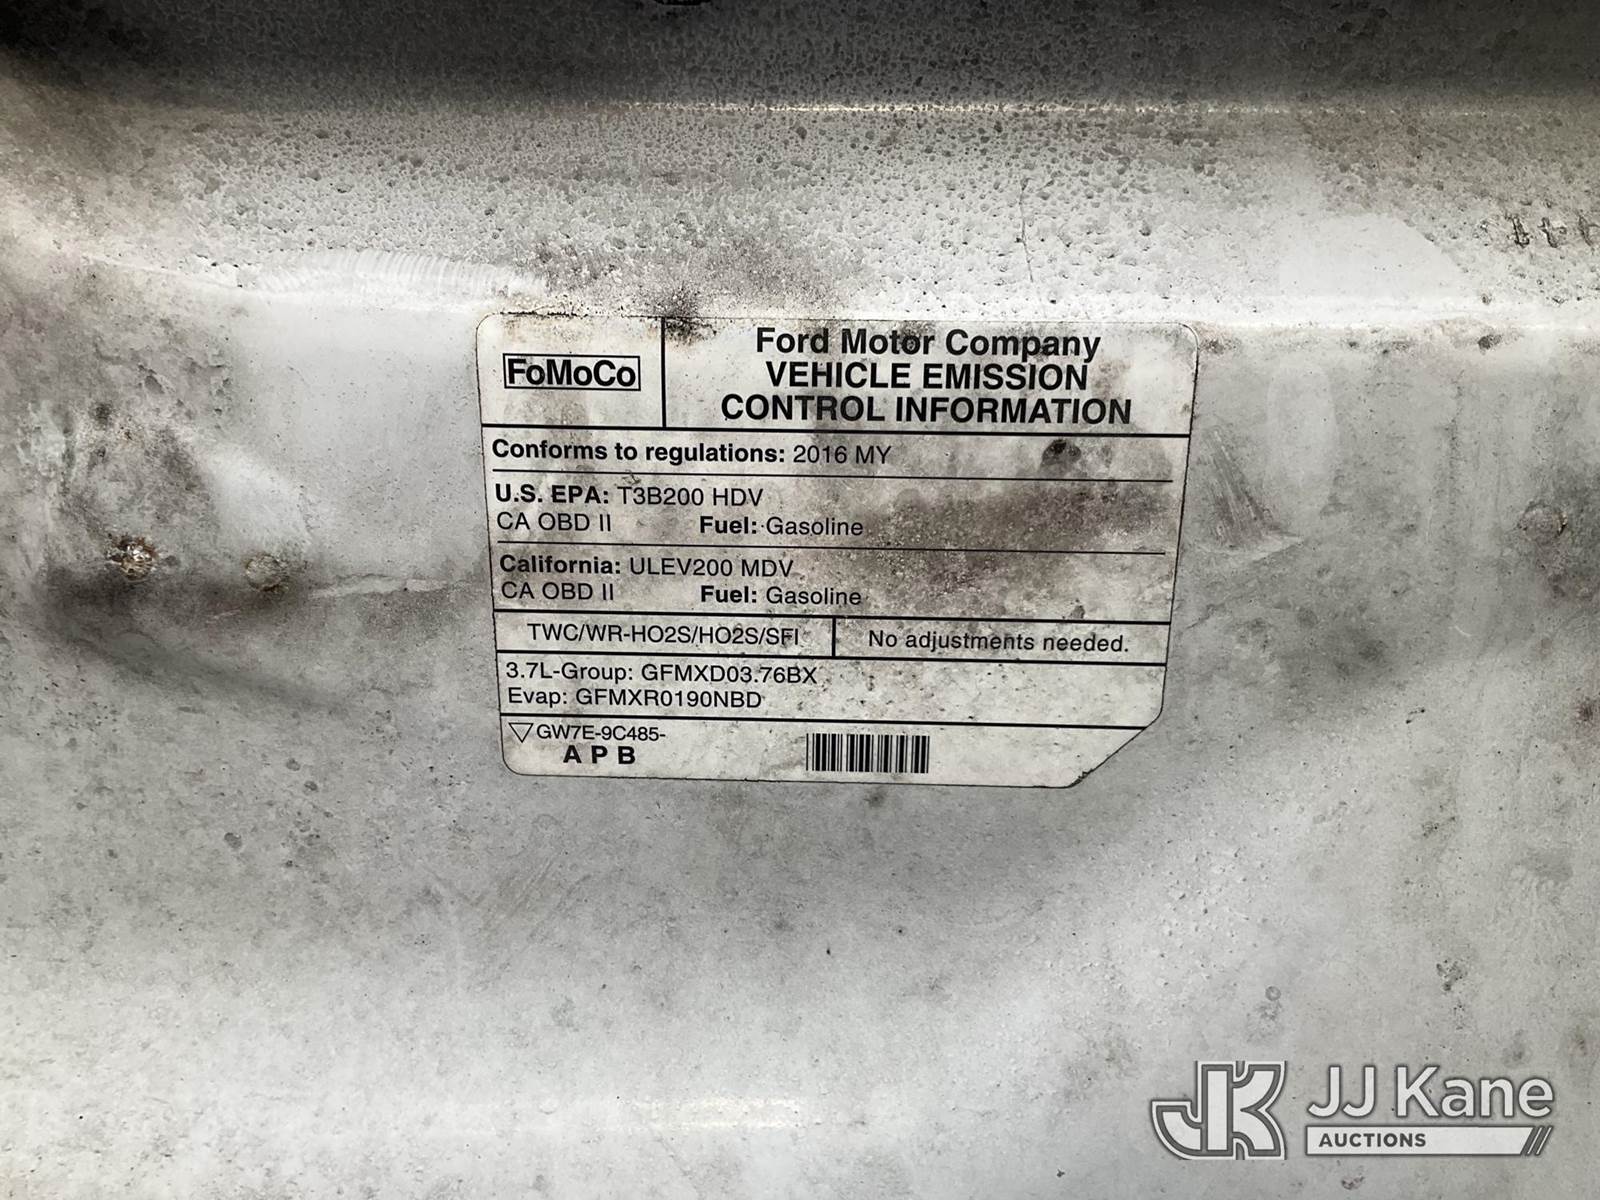 FoMoCo
Ford Motor Company
VEHICLE EMISSION
CONTROL INFORMATION
Conforms to regulations: 2016 MY
U.S. EPA: T3B200 HDV
CA OBD II Fuel: Gasoline
California: ULEV200 MDV
CA OBD II Fuel: Gasoline
TWC/WR-HO2S/HO2S/SFI No adjustments needed.
3.7L-Group: GFMXD03.76BX
Evap: GFMXR0190NBD
GW7E-9C485-
A P B
JK JJ Kane
AUCTIONS